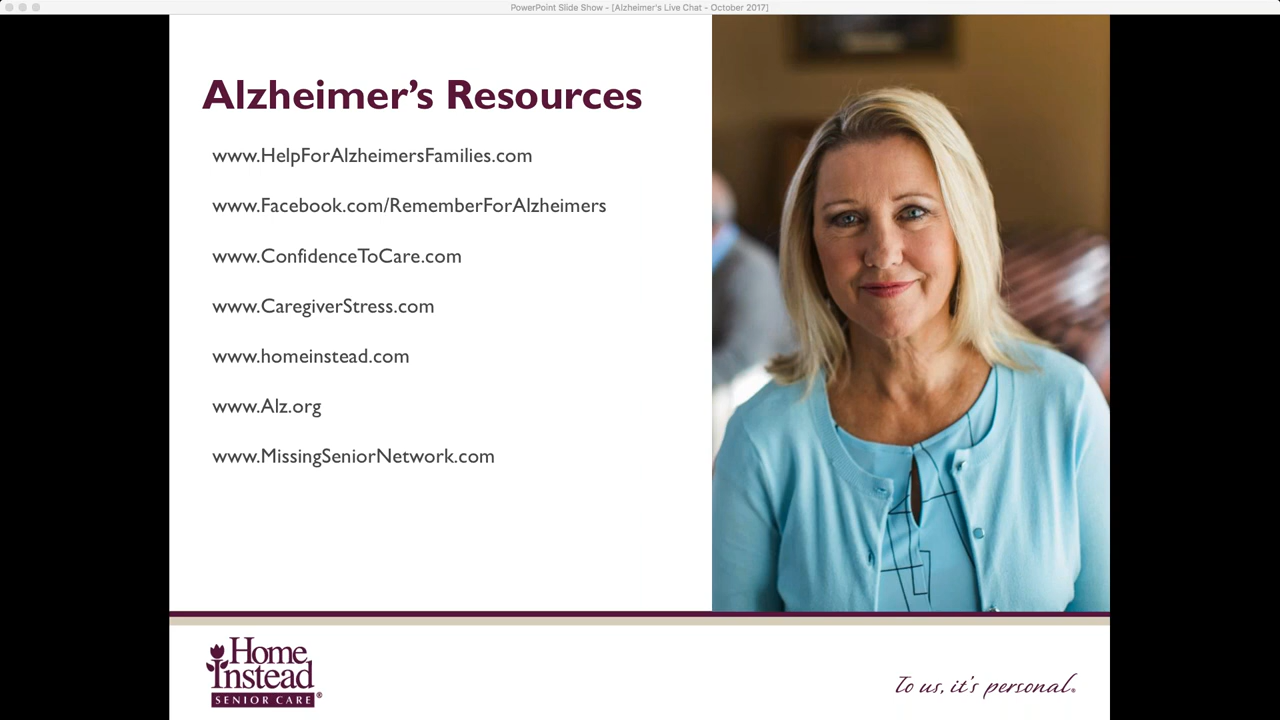 PowerPoint Slide Show - [Alzheimer's Live Chat - October 2017]
Alzheimer’s Resources
www.HelpForAlzheimersFamilies.com
www.Facebook.com/RememberForAlzheimers
www.ConfidenceToCare.com
www.CaregiverStress.com
www.homeinstead.com
www.Alz.org
www.MissingSeniorNetwork.com
Home
Instead
SENIOR CARE®
To us, it’s personal.®